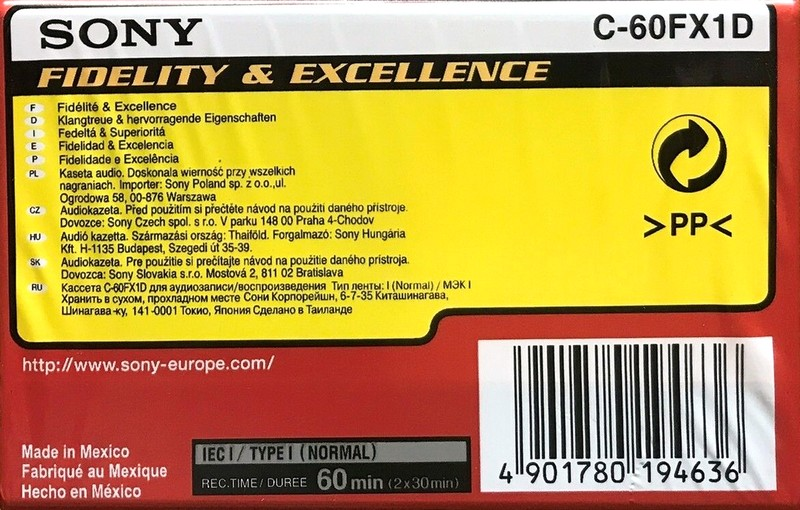 SONY
C-60FX1D
FIDELITY & EXCELLENCE
F Fidélité & Excellence
D Klangtreue & hervorragende Eigenschaften
I Fedeltá & Superioritá
E Fidelidad & Excelencia
P Fidelidade e Excelência
PL Kaseta audio. Doskonala wierność przy wszelkich
nagraniach. Importer: Sony Poland sp. z o.o.,ul.
Ogrodowa 58, 00-876 Warszawa
CZ Audiokazeta. Před použitím si přečtěte návod na použití daného přístroje.
Dovozce: Sony Czech spol. s r.o. V parku 148 00 Praha 4-Chodov
HU Audió kazetta. Származási ország: Thaiföld. Forgalmazó: Sony Hungária
Kft. H-1135 Budapest, Szegedi út 35-39.
SK Audiokazeta. Pre použitie si prečítajte návod na použitie daného prístroja.
Dovozca: Sony Slovakia s.r.o. Mostová 2, 811 02 Bratislava
RU Кассета C-60FX1D для аудиозаписи/воспроизведения Тип ленты: I (Normal) / МЭК I
Хранить в сухом, прохладном месте Сони Корпорейшн, 6-7-35 Киташинагава,
Шинагава-ку, 141-0001 Токио, Япония Сделано в Таиланде
>PP<
http://www.sony-europe.com/
Made in Mexico
Fabriqué au Mexique
Hecho en México
IEC I / TYPE I (NORMAL)
REC.TIME/DUREE 60min (2x30min)
4 901780 194636